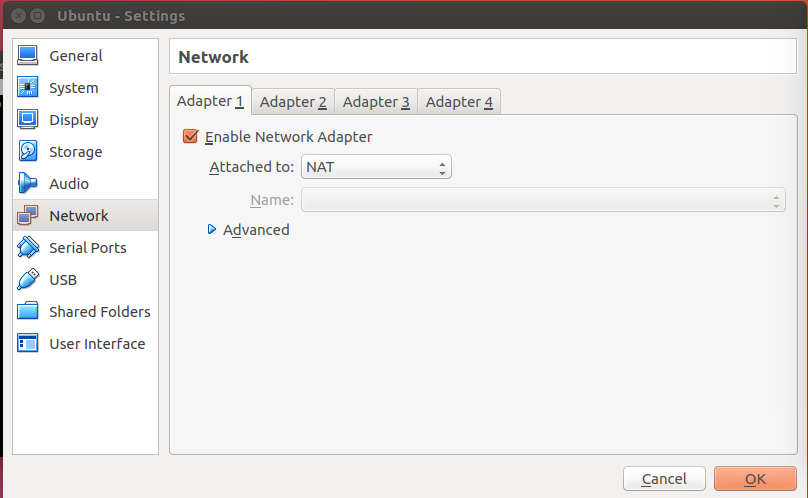 Ubuntu - Settings
General
System
Display
Storage
Audio
Network
Serial Ports
USB
Shared Folders
User Interface
Network
Adapter 1 Adapter 2 Adapter 3 Adapter 4
Enable Network Adapter
Attached to: NAT
Name:
Advanced
Cancel OK